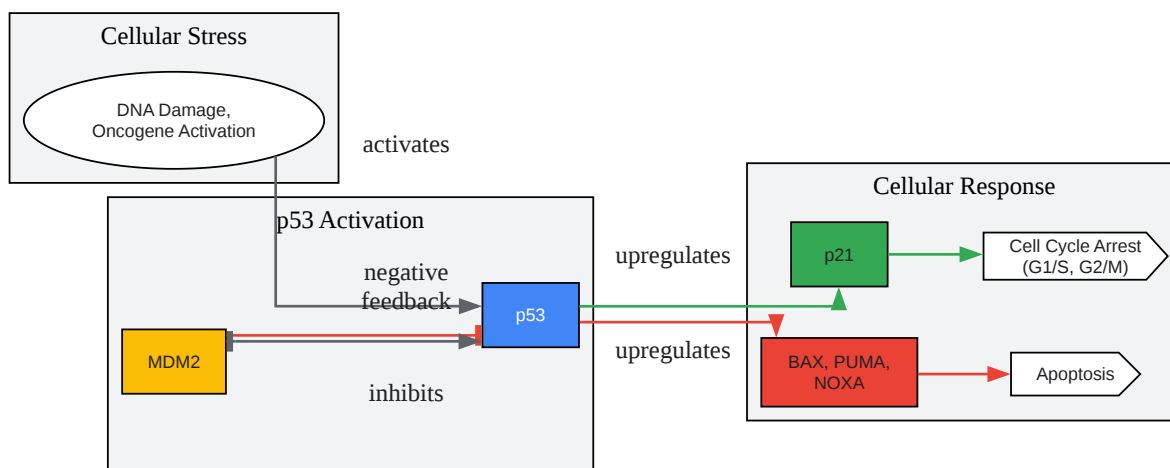 Cellular Stress
DNA Damage,
Oncogene Activation
activates
p53 Activation
negative
feedback
p53
MDM2
inhibits
upregulates
upregulates
Cellular Response
p21
Cell Cycle Arrest
(G1/S, G2/M)
BAX, PUMA,
NOXA
Apoptosis